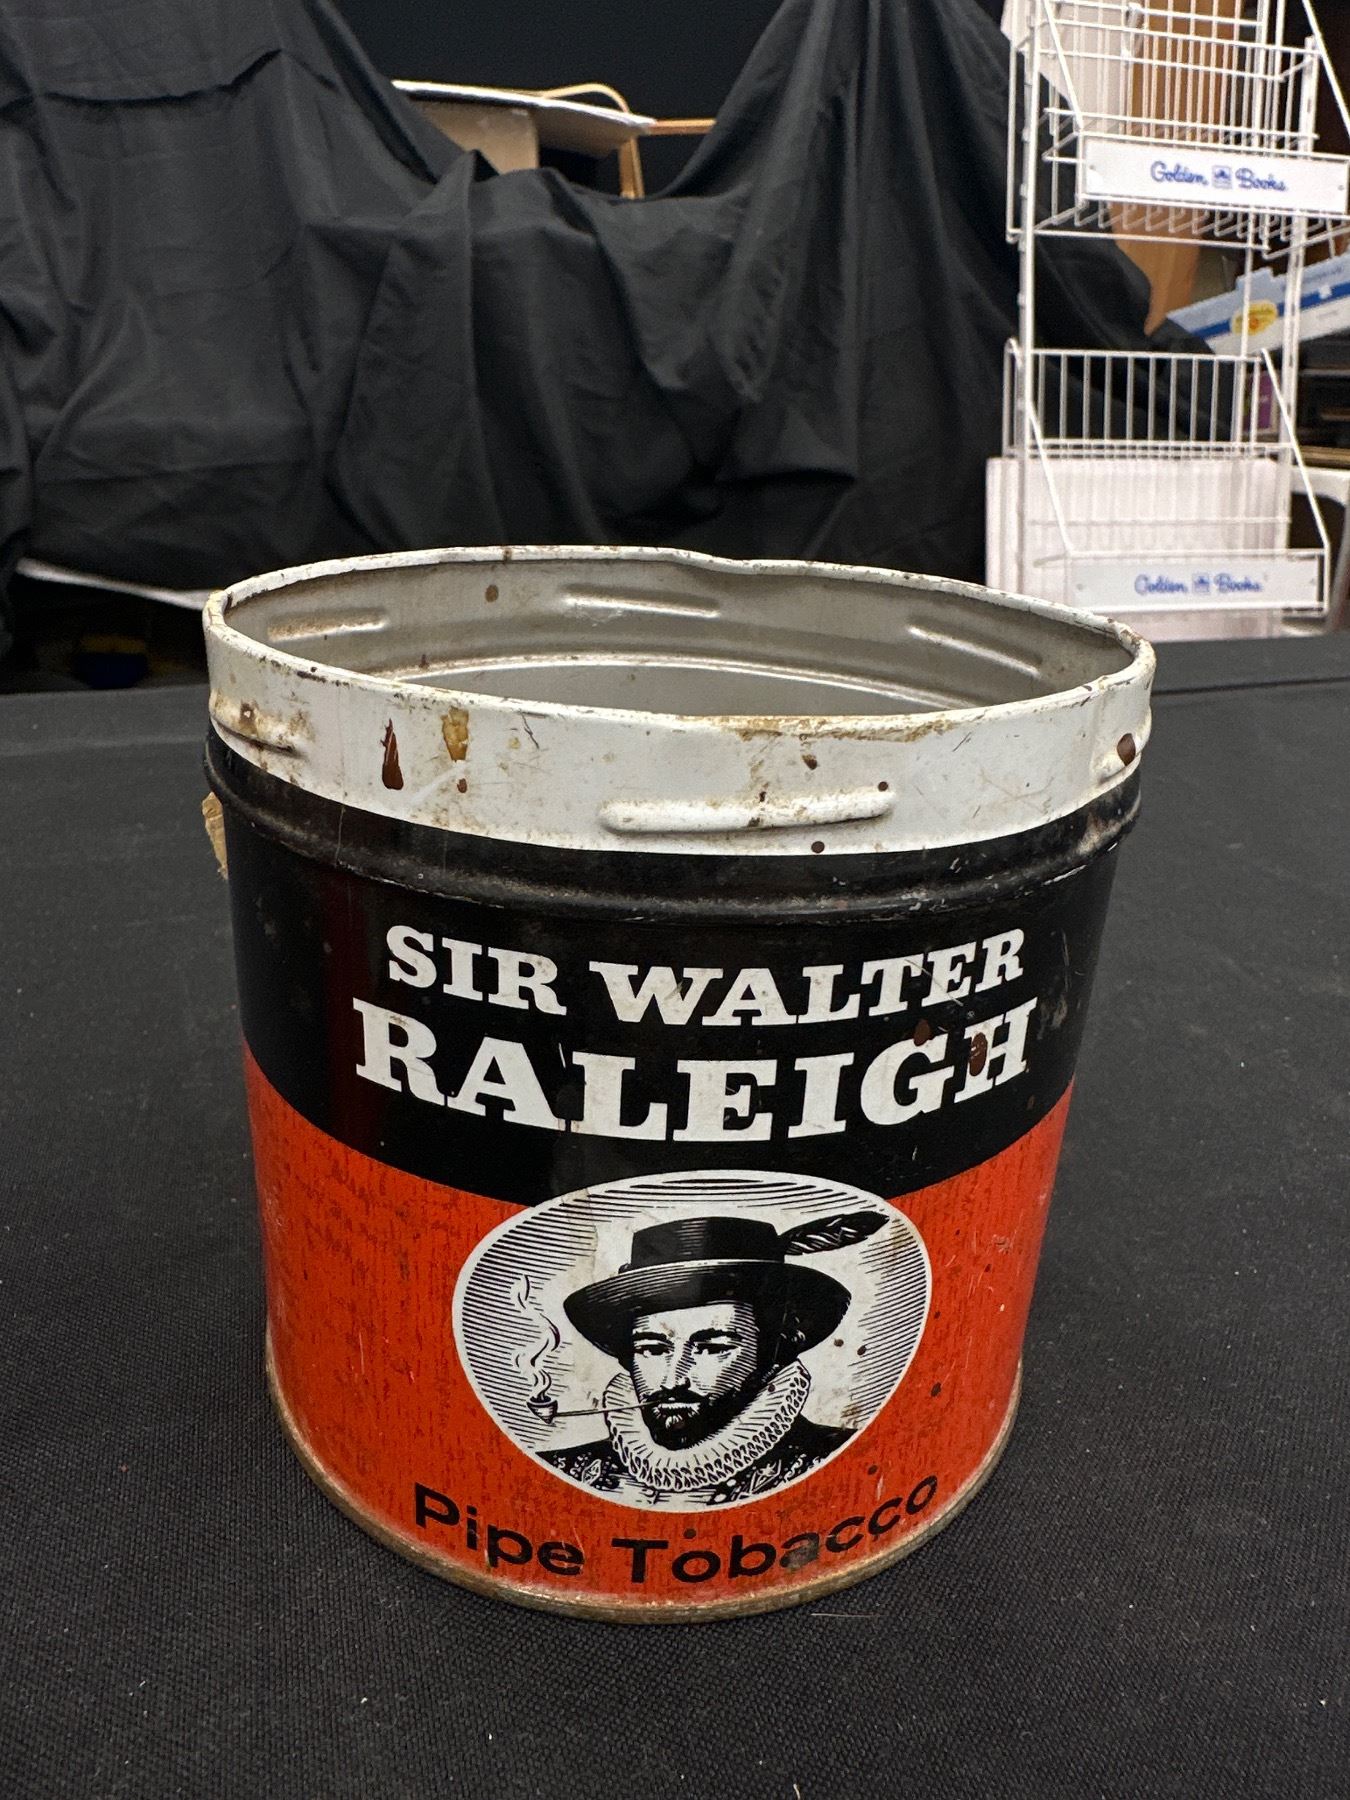 Golden Books
Golden Books
SIR WALTER
RALEIGH
Pipe Tobacco